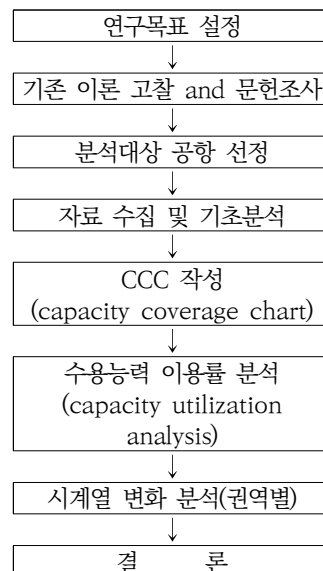 연구목표 설정
기존 이론 고찰 and 문헌조사
분석대상 공항 선정
자료 수집 및 기초분석
CCC 작성
(capacity coverage chart)
수용능력 이용률 분석
(capacity utilization
analysis)
시계열 변화 분석(권역별)
결 론